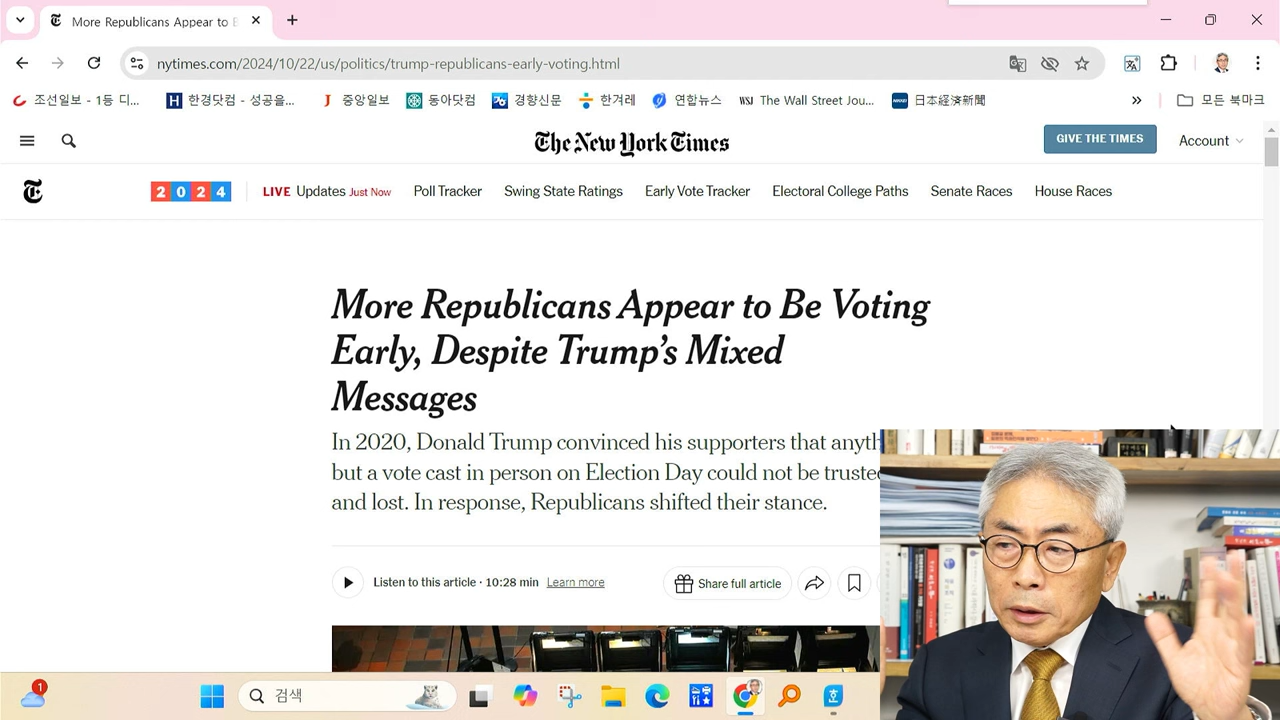 More Republicans Appear to
nytimes.com/2024/10/22/us/politics/trump-republicans-early-voting.html
조선일보 - 1등 디... 한경닷컴 - 성공을... 중앙일보 동아닷컴 경향신문 한겨레 연합뉴스 WSJ The Wall Street Jou... NIKKEI 日本経済新聞 모든 북마크
The New York Times
GIVE THE TIMES
Account
2024 LIVE Updates Just Now Poll Tracker Swing State Ratings Early Vote Tracker Electoral College Paths Senate Races House Races
More Republicans Appear to Be Voting
Early, Despite Trump's Mixed
Messages
In 2020, Donald Trump convinced his supporters that anyth
but a vote cast in person on Election Day could not be trusted
and lost. In response, Republicans shifted their stance.
Listen to this article · 10:28 min Learn more
Share full article
1
검색